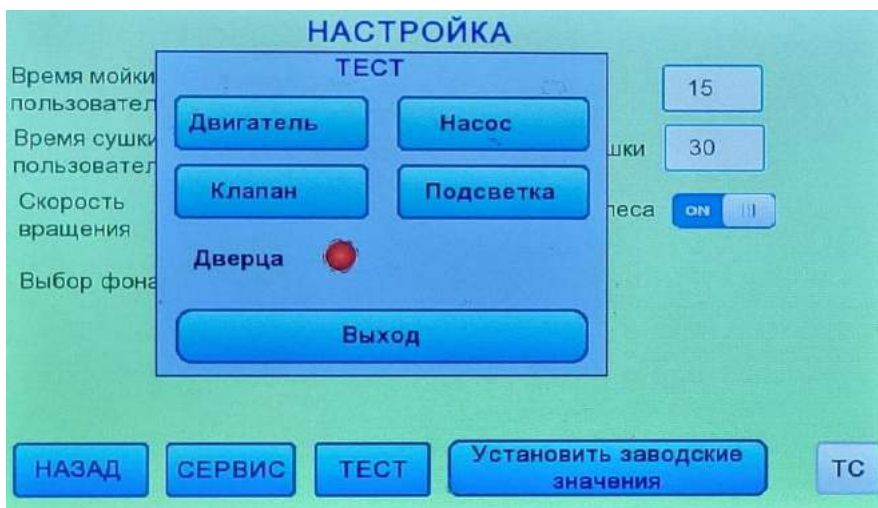 НАСТРОЙКА
ТЕСТ
Время мойки
пользовател
15
Двигатель
Насос
Время сушки
пользовател
шки
30
Клапан
Подсветка
Скорость
вращения
леса
ON
Дверца
Выбор фона
Выход
НАЗАД
СЕРВИС
ТЕСТ
Установить заводские
значения
ТС